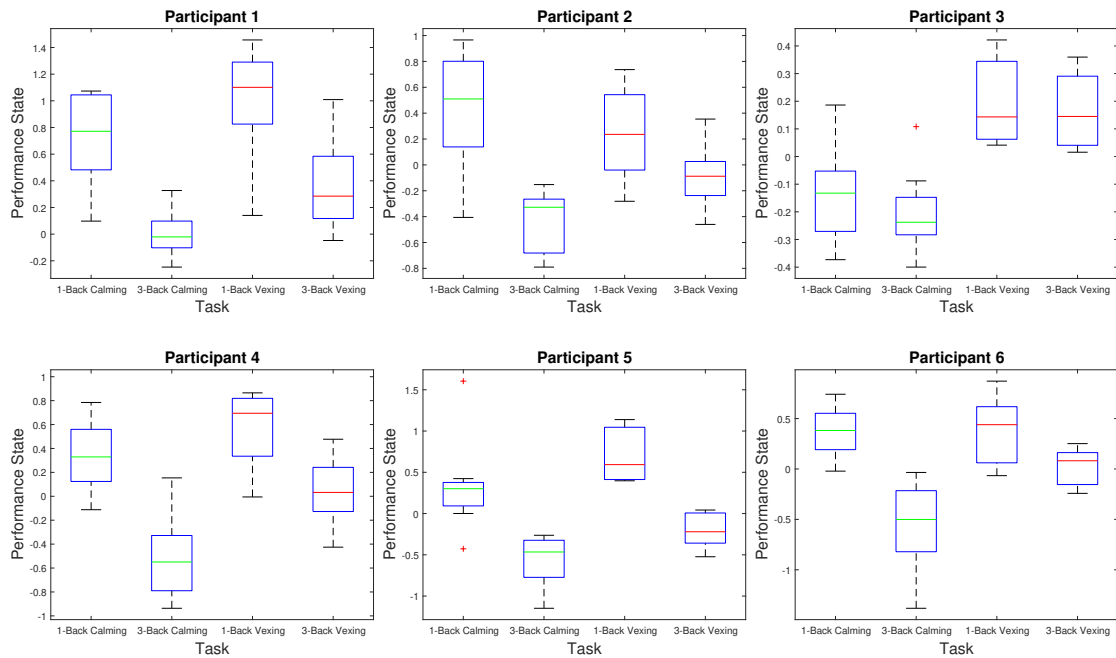 Participant 1
Performance State
1.4
1.2
1
0.8
0.6
0.4
0.2
0
-0.2
1-Back Calming 3-Back Calming 1-Back Vexing 3-Back Vexing
Task
Participant 2
Performance State
1
0.8
0.6
0.4
0.2
0
-0.2
-0.4
-0.6
-0.8
1-Back Calming 3-Back Calming 1-Back Vexing 3-Back Vexing
Task
Participant 3
Performance State
0.4
0.3
0.2
0.1
0
-0.1
-0.2
-0.3
-0.4
1-Back Calming 3-Back Calming 1-Back Vexing 3-Back Vexing
Task
Participant 4
Performance State
1
0.8
0.6
0.4
0.2
0
-0.2
-0.4
-0.6
-0.8
-1
1-Back Calming 3-Back Calming 1-Back Vexing 3-Back Vexing
Task
Participant 5
Performance State
1.5
1
0.5
0
-0.5
-1
1-Back Calming 3-Back Calming 1-Back Vexing 3-Back Vexing
Task
Participant 6
Performance State
0.5
0
-0.5
-1
1-Back Calming 3-Back Calming 1-Back Vexing 3-Back Vexing
Task